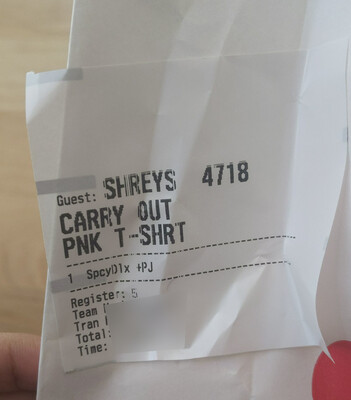 Guest: SHREYS 4718
CARRY OUT
PNK T-SHRT
1 SpcyDlx +PJ
Register: 5
Team
Tran
Total:
Time: